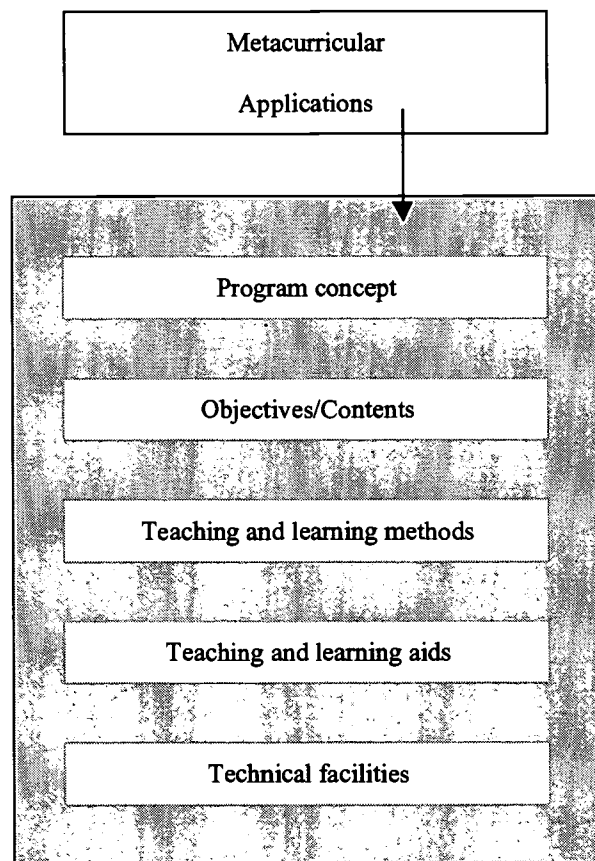 Metacurricular
Applications
Program concept
Objectives/Contents
Teaching and learning methods
Teaching and learning aids
Technical facilities